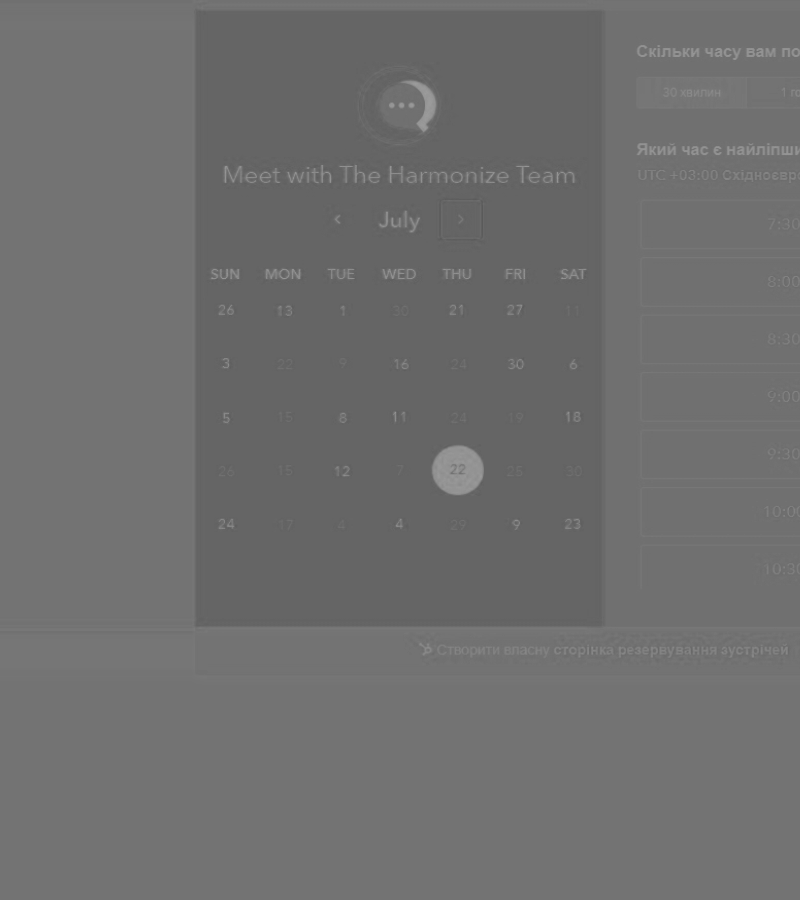 Meet with The Harmonize Team
July
SUN MON TUE WED THU FRI SAT
26 13 1 30 21 27 11
3 22 9 16 24 30 6
5 15 8 11 24 19 18
26 15 12 7 22 25 30
24 17 4 4 29 9 23
Скільки часу вам по
30 хвилин 1 го
Який час є найліпши
UTC +03:00 Східноєвро
7:30
8:00
8:30
9:00
9:30
10:00
10:30
Створити власну сторінка резервування зустрічей